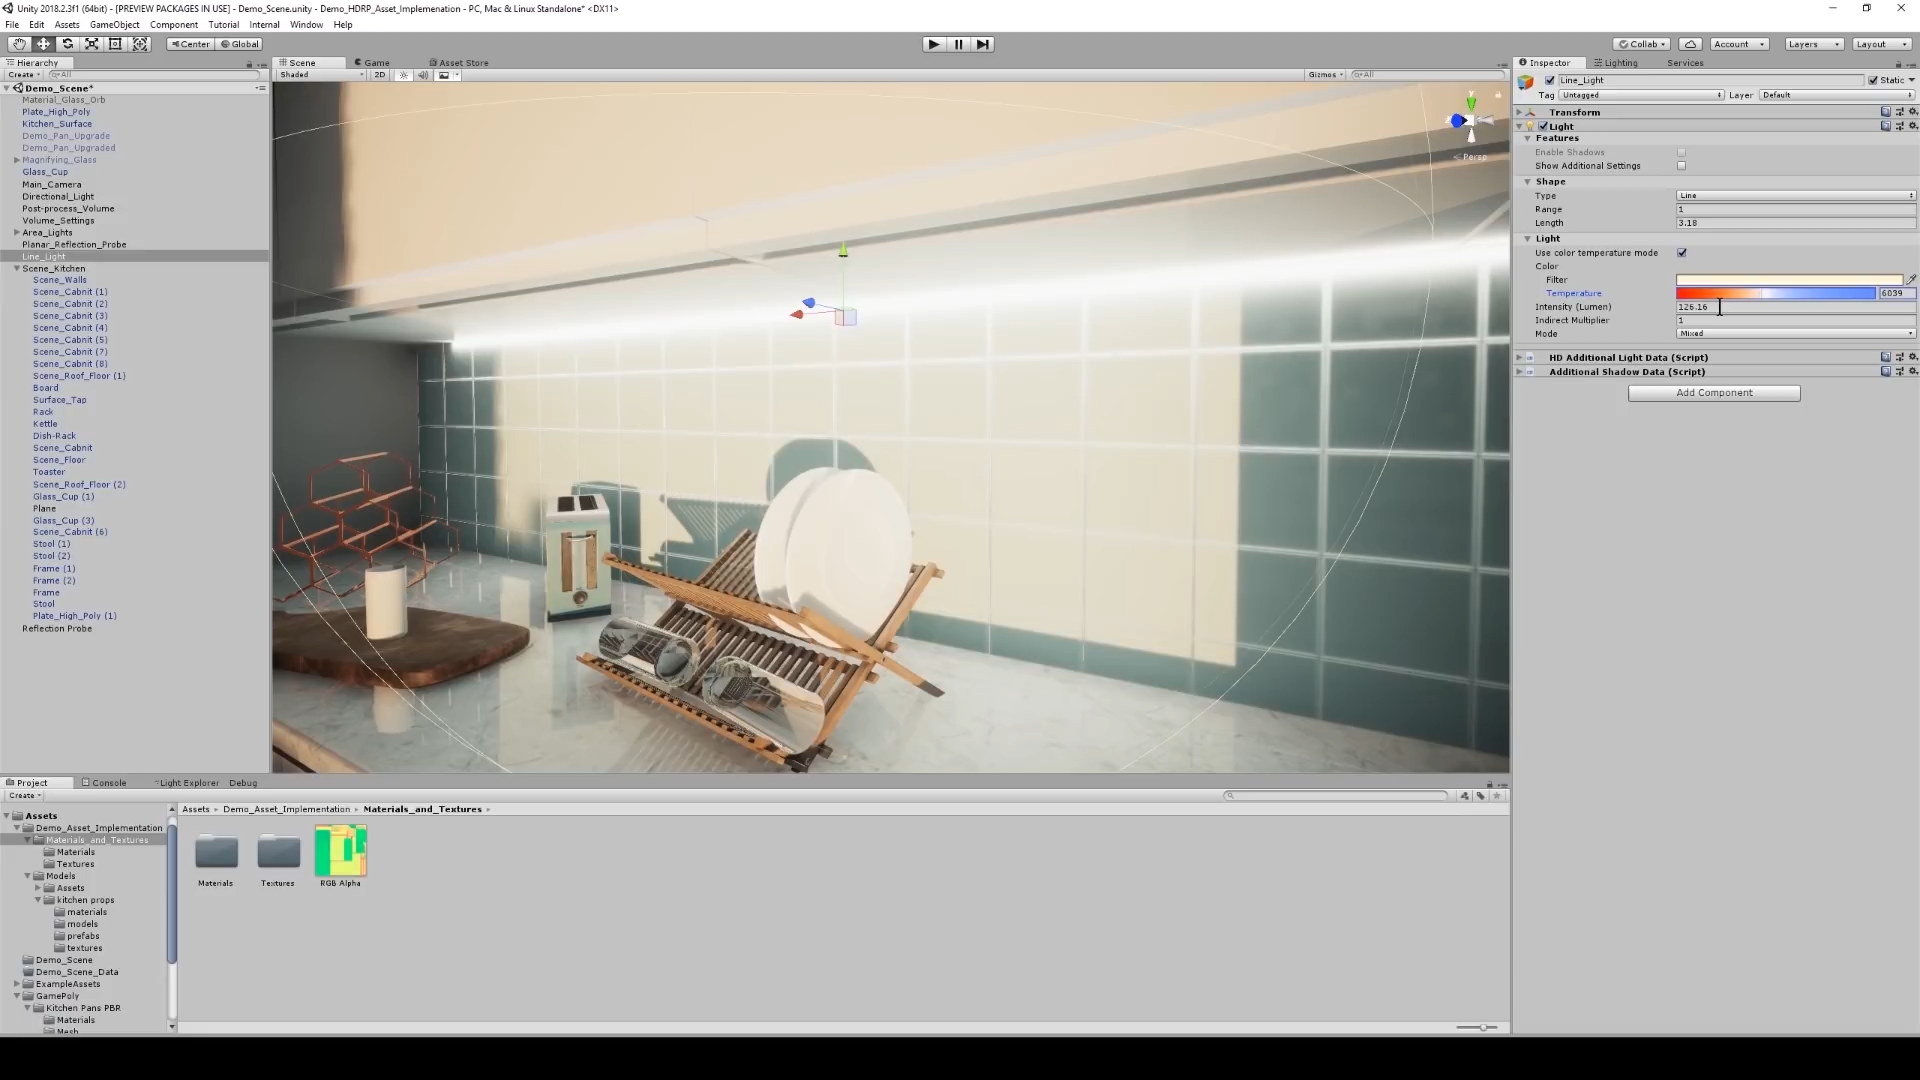 Unity 2018.2.3f1 (64bit) - [PREVIEW PACKAGES IN USE] - Demo_Scene.unity - Demo_HDRP_Asset_Implemenation - PC, Mac & Linux Standalone* <DX11>
File Edit Assets GameObject Component Tutorial Internal Window Help
Center Global Collab Account Layers Layout
Hierarchy
Create All
Demo_Scene*
Material_Glass_Orb
Plate_High_Poly
Kitchen_Surface
Demo_Pan_Upgrade
Demo_Pan_Upgraded
Magnifying_Glass
Glass_Cup
Main_Camera
Directional_Light
Post-process_Volume
Volume_Settings
Area_Lights
Planar_Reflection_Probe
Line_Light
Scene_Kitchen
Scene_Walls
Scene_Cabnit (1)
Scene_Cabnit (2)
Scene_Cabnit (3)
Scene_Cabnit (4)
Scene_Cabnit (5)
Scene_Cabnit (7)
Scene_Cabnit (8)
Scene_Roof_Floor (1)
Board
Surface_Tap
Rack
Kettle
Dish-Rack
Scene_Cabnit
Scene_Floor
Toaster
Scene_Roof_Floor (2)
Glass_Cup (1)
Plane
Glass_Cup (3)
Scene_Cabnit (6)
Stool (1)
Stool (2)
Frame (1)
Frame (2)
Frame
Stool
Plate_High_Poly (1)
Reflection Probe
Scene Game Asset Store
Shaded 2D Gizmos All
y
< Persp
Inspector Lighting Services
Line_Light Static
Tag Untagged Layer Default
Transform
Light
Features
Enable Shadows
Show Additional Settings
Shape
Type Line
Range 1
Length 3.18
Light
Use color temperature mode
Color
Filter
Temperature 6039
Intensity (Lumen) 126.16
Indirect Multiplier 1
Mode Mixed
HD Additional Light Data (Script)
Additional Shadow Data (Script)
Add Component
Project Console Light Explorer Debug
Create
Assets
Demo_Asset_Implementation
Materials_and_Textures
Materials
Textures
Models
Assets
kitchen props
materials
models
prefabs
textures
Demo_Scene
Demo_Scene_Data
ExampleAssets
GamePoly
Kitchen Pans PBR
Materials
Mesh
Assets Demo_Asset_Implementation Materials_and_Textures
Materials Textures RGB Alpha